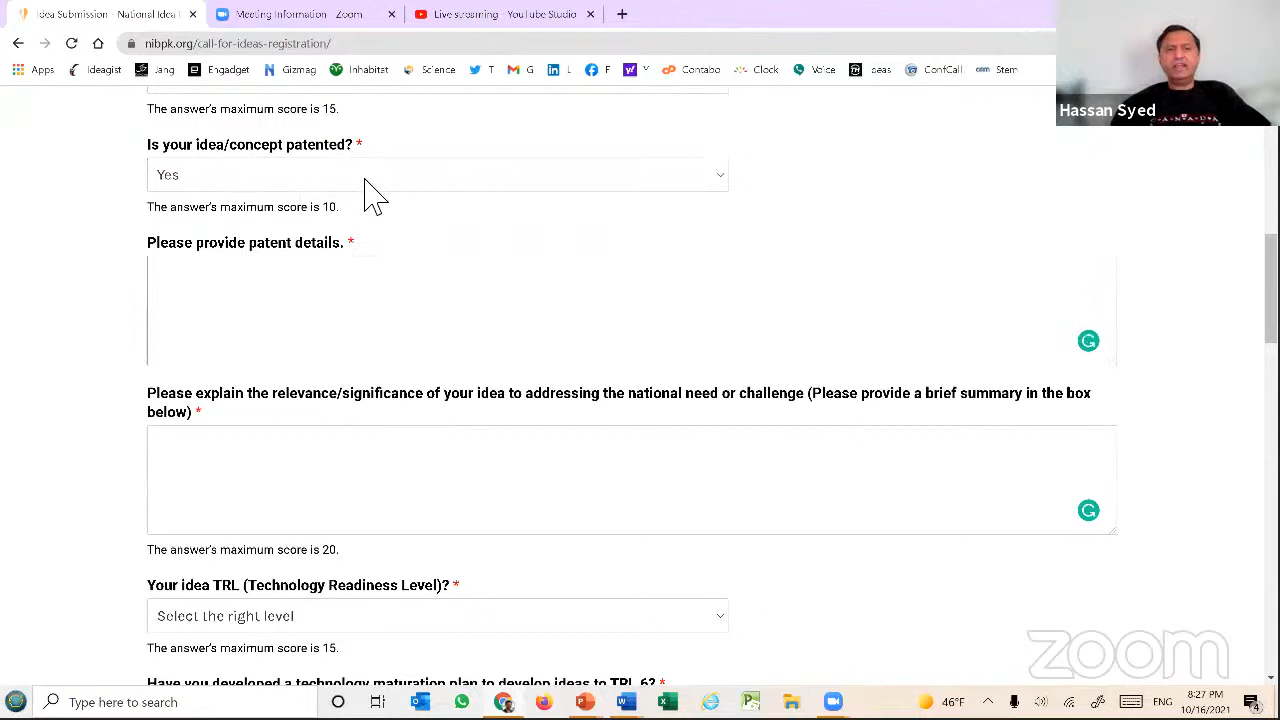 Idea Submission - National Idea
Meeting Information - Zoom
Live streaming - YouTube Studio
nibpk.org/call-for-ideas-registration/
Apps
Ideagist
Jang
Engadget
Gizmag
Inhabitat
Science
T
G
L
F
Y
Contabo
Clock
Voice
ConfCall
Stem
Hassan Syed
CANADA
The answer's maximum score is 15.
Is your idea/concept patented? *
Yes
The answer's maximum score is 10.
Please provide patent details. *
Please explain the relevance/significance of your idea to addressing the national need or challenge (Please provide a brief summary in the box
below) *
The answer's maximum score is 20.
Your idea TRL (Technology Readiness Level)? *
Select the right level
The answer's maximum score is 15.
zoom
Have you developed a technology maturation plan to develop ideas to TRL 6? *
Type here to search
46°F
8:27 PM
10/16/2021